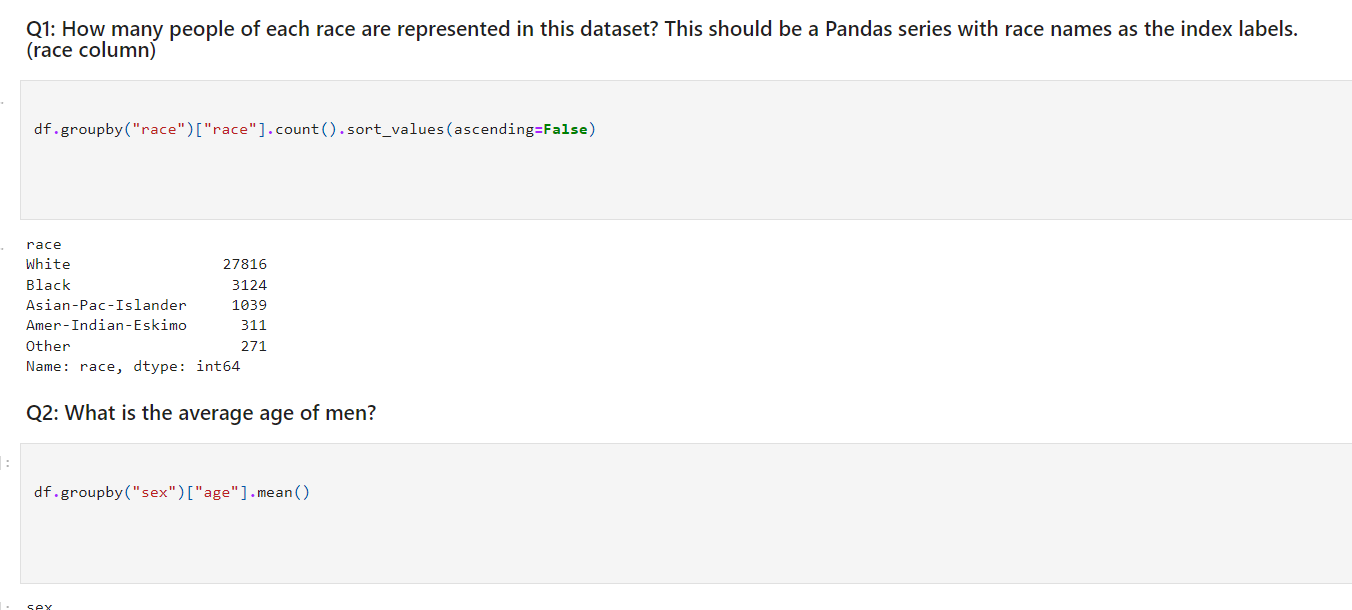 Q1: How many people of each race are represented in this dataset? This should be a Pandas series with race names as the index labels.
(race column)
df.groupby("race")["race"].count().sort_values(ascending=False)
race
White 27816
Black 3124
Asian-Pac-Islander 1039
Amer-Indian-Eskimo 311
Other 271
Name: race, dtype: int64
Q2: What is the average age of men?
]:
df.groupby("sex")["age"].mean()
]: sex